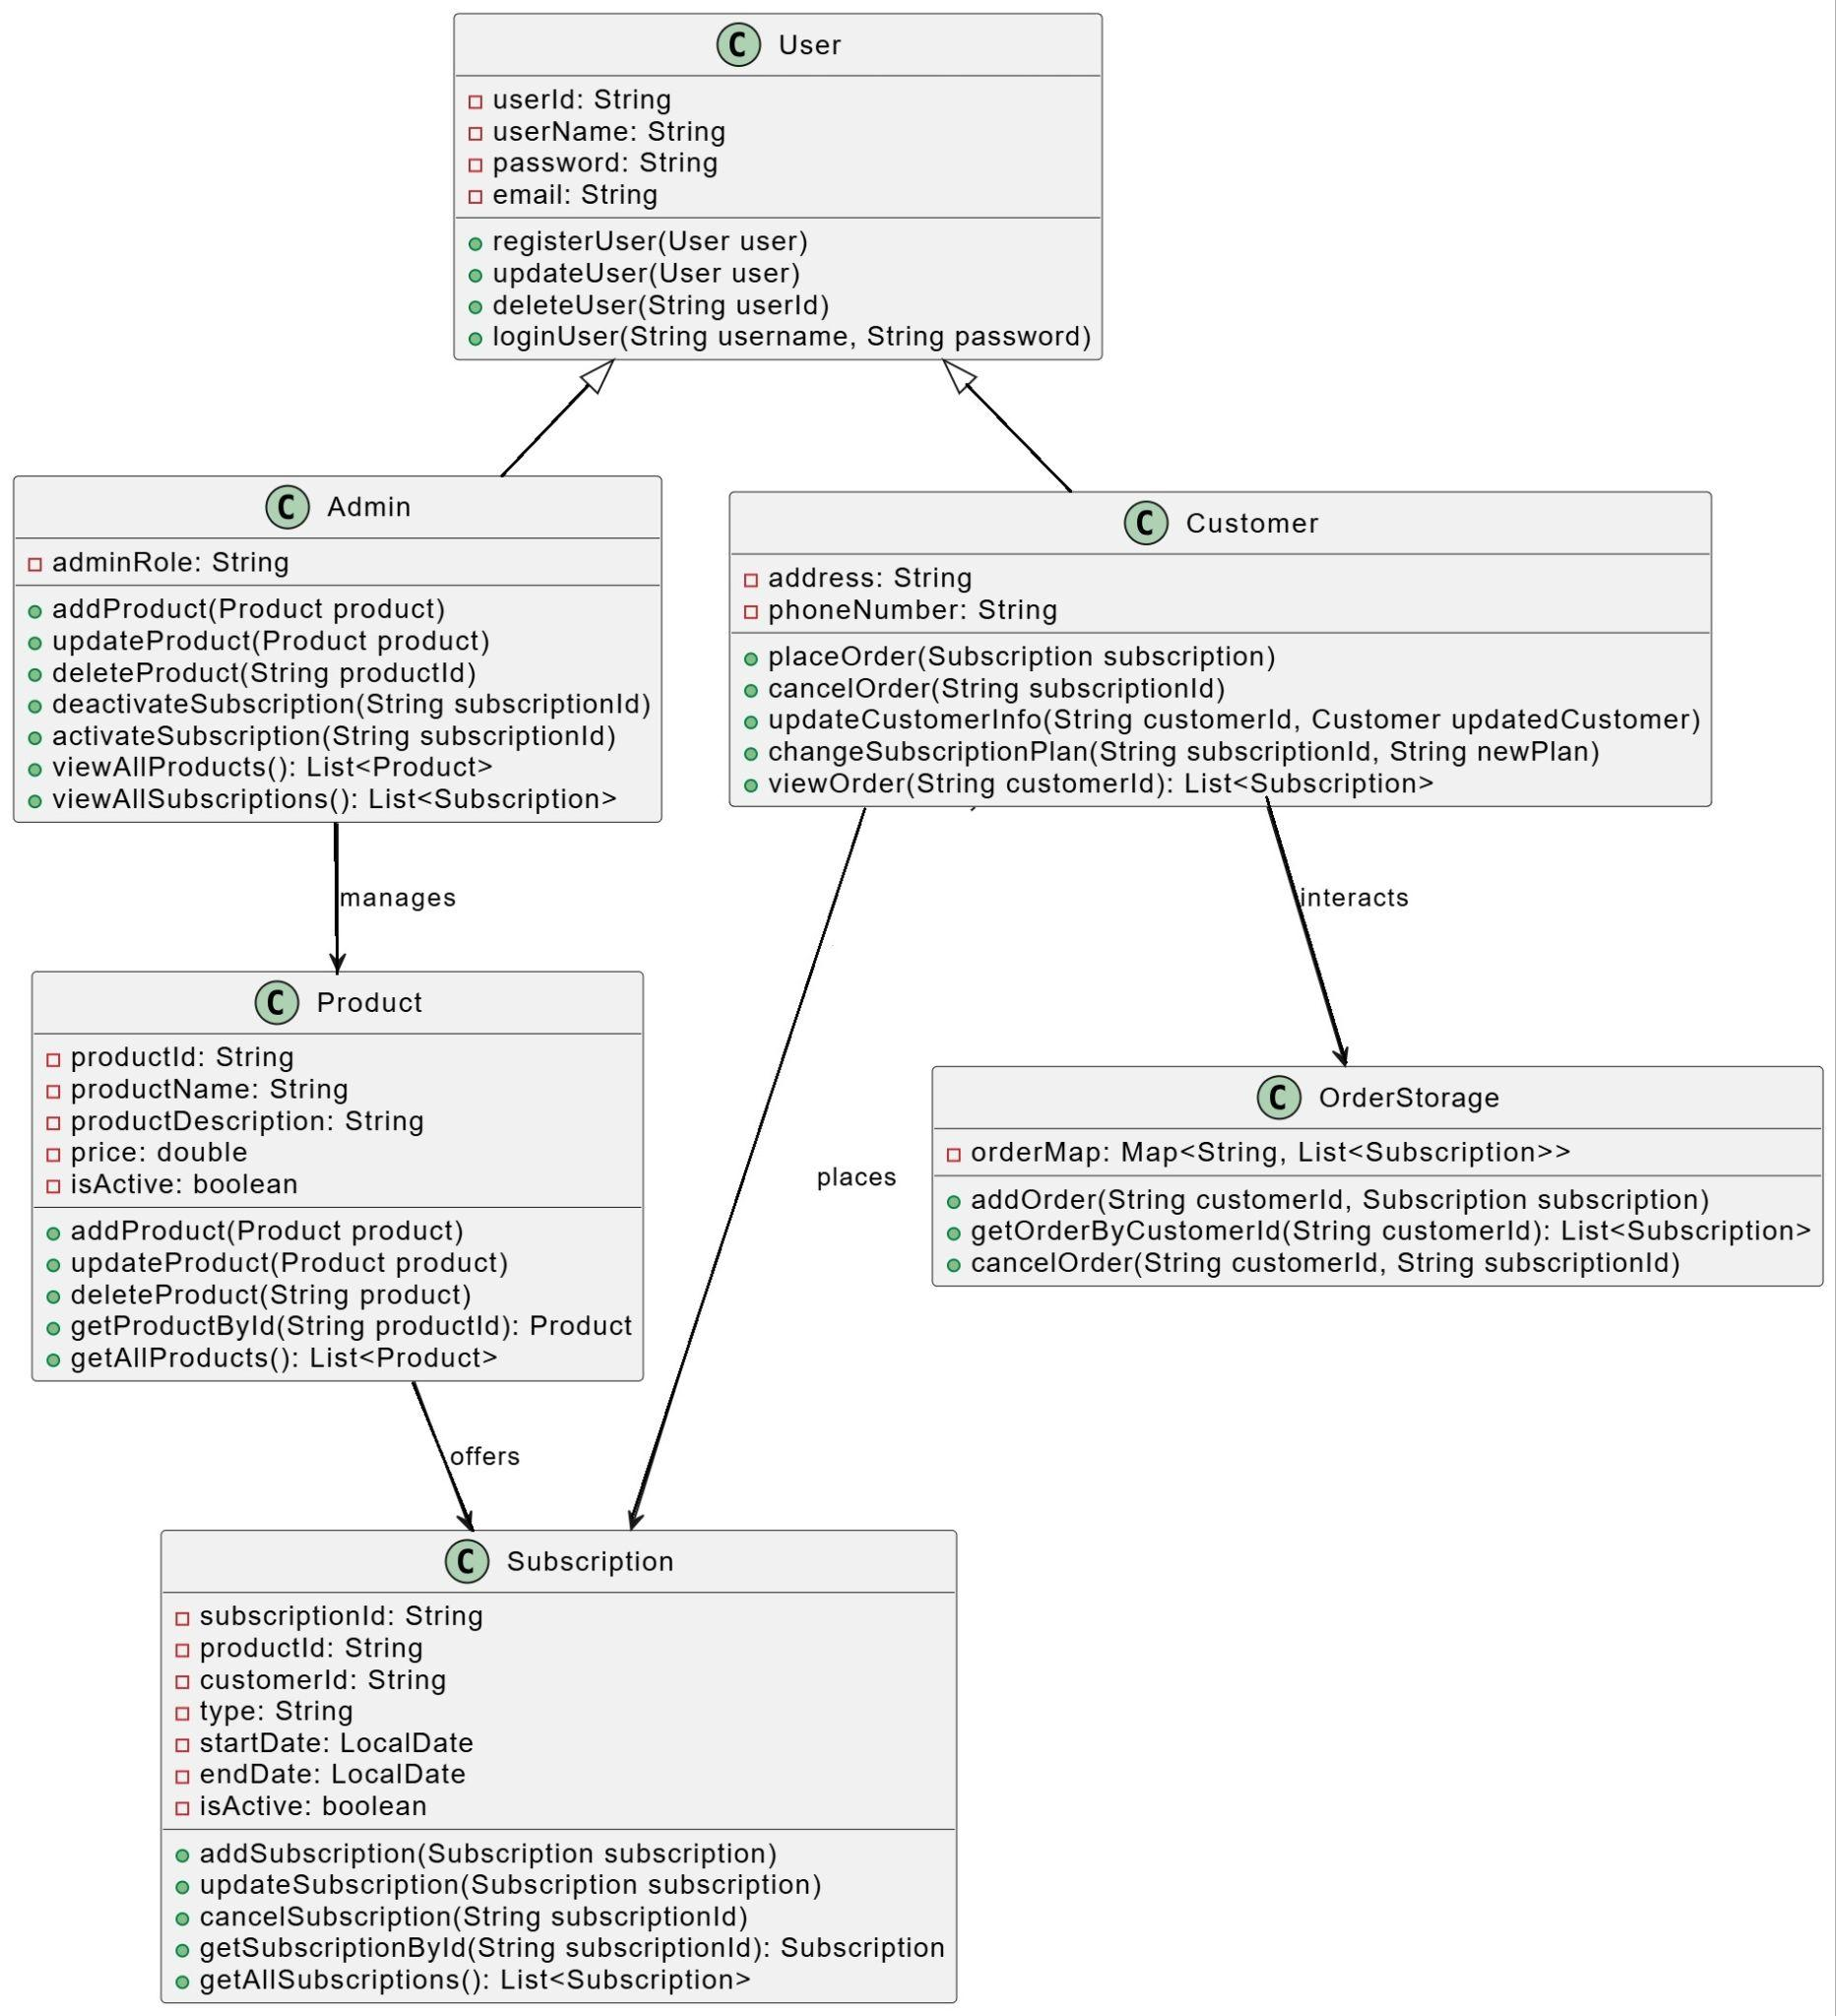 C User
userId: String
userName: String
password: String
email: String
registerUser(User user)
updateUser(User user)
deleteUser(String userId)
loginUser(String username, String password)
C Admin
adminRole: String
addProduct(Product product)
updateProduct(Product product)
deleteProduct(String productId)
deactivateSubscription(String subscriptionId)
activateSubscription(String subscriptionId)
viewAllProducts(): List<Product>
viewAllSubscriptions(): List<Subscription>
C Customer
address: String
phoneNumber: String
placeOrder(Subscription subscription)
cancelOrder(String subscriptionId)
updateCustomerInfo(String customerId, Customer updatedCustomer)
changeSubscriptionPlan(String subscriptionId, String newPlan)
viewOrder(String customerId): List<Subscription>
manages
interacts
C Product
productId: String
productName: String
productDescription: String
price: double
isActive: boolean
addProduct(Product product)
updateProduct(Product product)
deleteProduct(String product)
getProductById(String productId): Product
getAllProducts(): List<Product>
places
C OrderStorage
orderMap: Map<String, List<Subscription>>
addOrder(String customerId, Subscription subscription)
getOrderByCustomerId(String customerId): List<Subscription>
cancelOrder(String customerId, String subscriptionId)
offers
C Subscription
subscriptionId: String
productId: String
customerId: String
type: String
startDate: LocalDate
endDate: LocalDate
isActive: boolean
addSubscription(Subscription subscription)
updateSubscription(Subscription subscription)
cancelSubscription(String subscriptionId)
getSubscriptionById(String subscriptionId): Subscription
getAllSubscriptions(): List<Subscription>